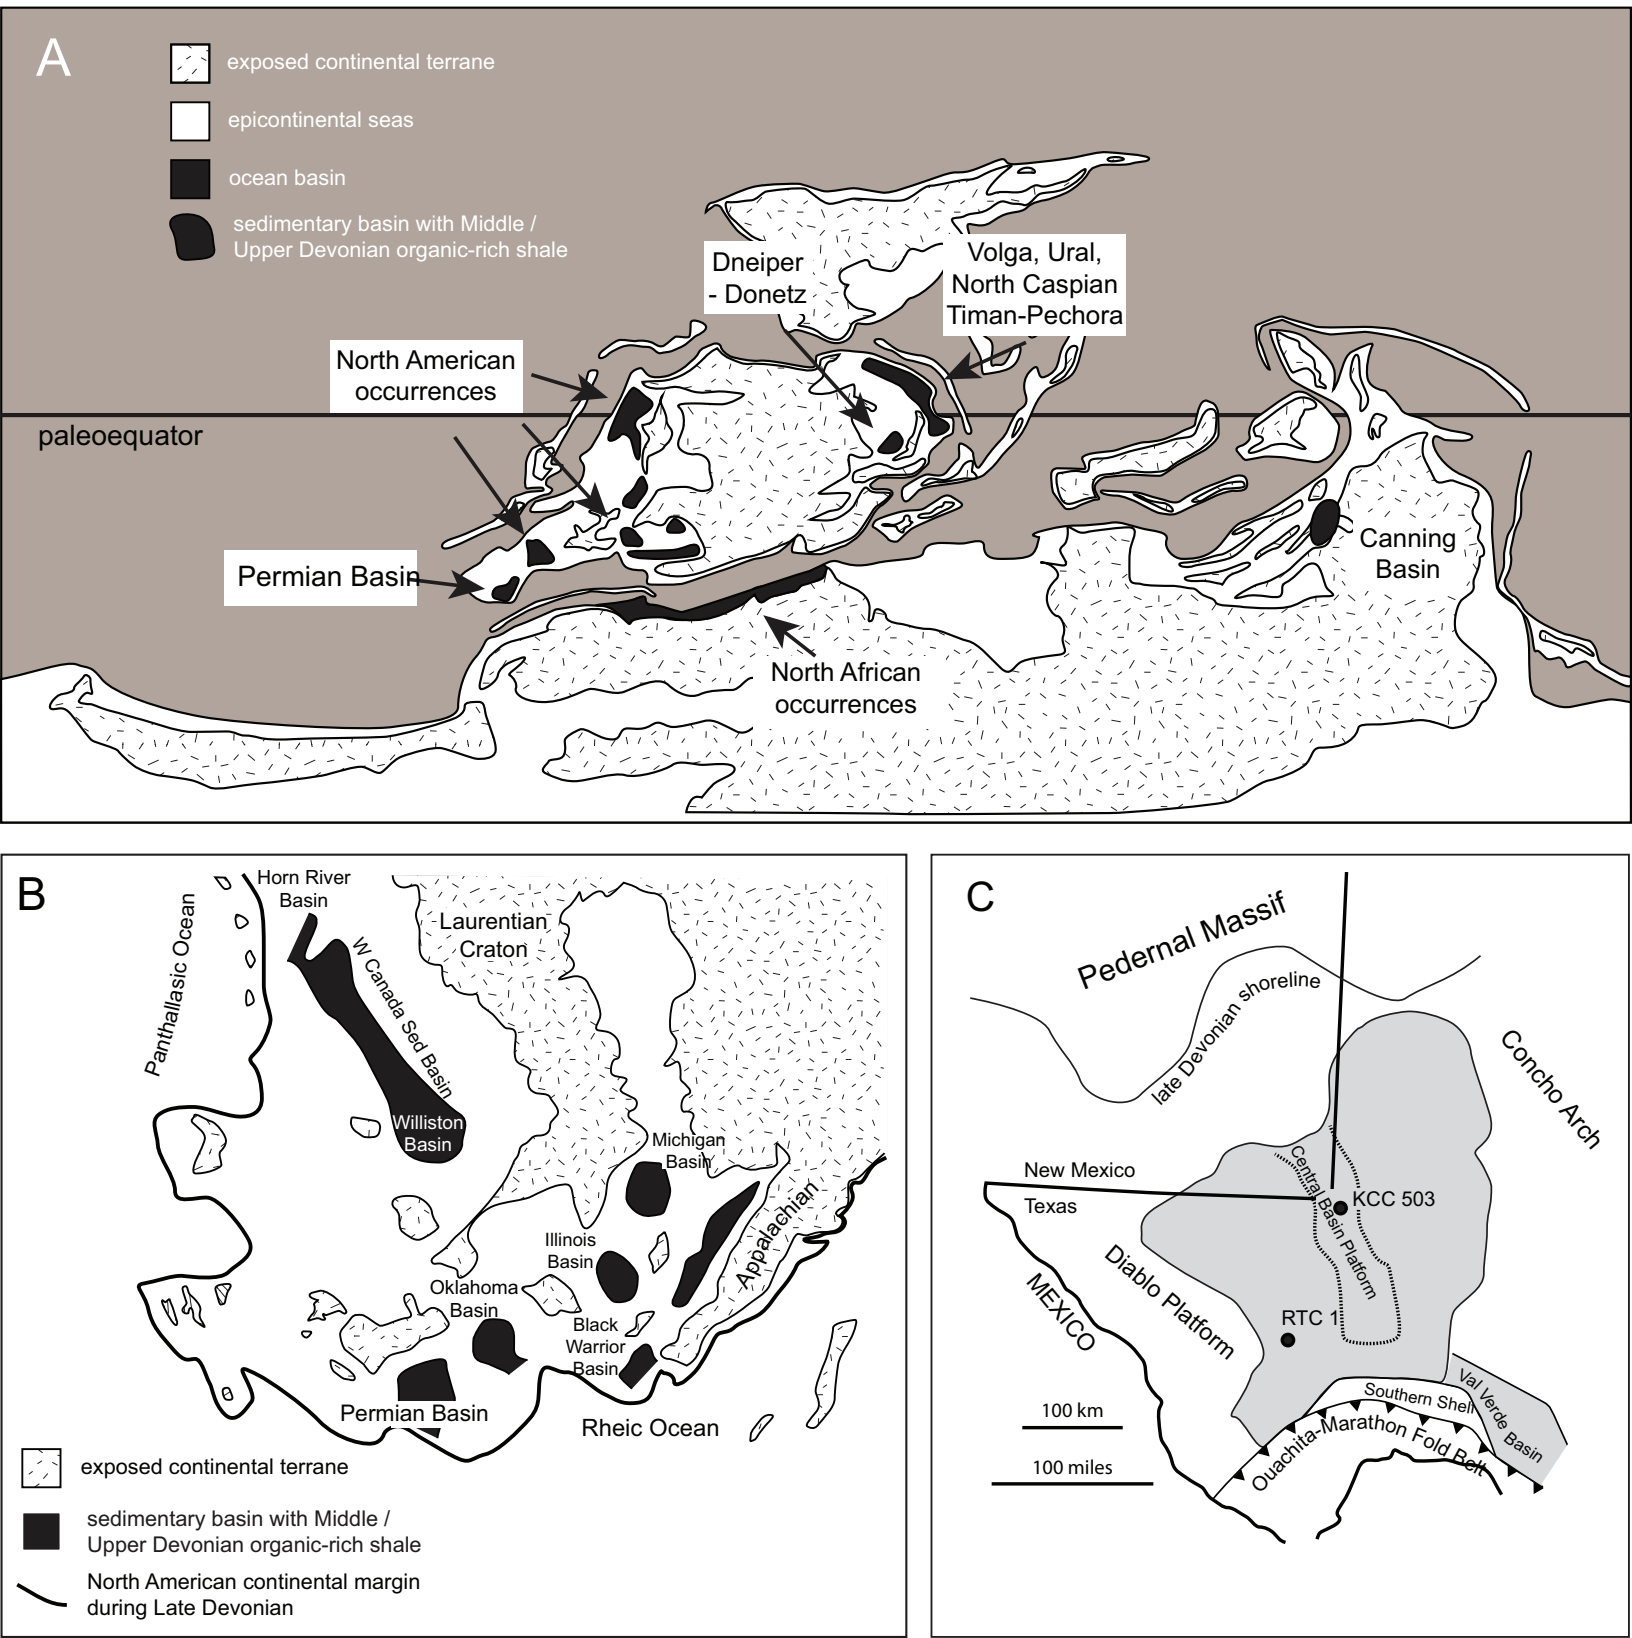 A
exposed continental terrane
epicontinental seas
ocean basin
sedimentary basin with Middle /
Upper Devonian organic-rich shale
Dneiper
- Donetz
Volga, Ural,
North Caspian
Timan-Pechora
North American
occurrences
paleoequator
Permian Basin
Canning
Basin
North African
occurrences
B
Horn River
Basin
Panthallasic Ocean
Laurentian
Craton
W Canada Sed Basin
Williston
Basin
Michigan
Basin
Appalachian
Illinois
Basin
Oklahoma
Basin
Black
Warrior
Basin
Permian Basin
Rheic Ocean
exposed continental terrane
sedimentary basin with Middle /
Upper Devonian organic-rich shale
North American continental margin
during Late Devonian
C
Pedernal Massif
late Devonian shoreline
Concho Arch
New Mexico
Texas
Central Basin Platform
KCC 503
MEXICO
Diablo Platform
RTC 1
Southern Shelf
Val Verde Basin
Ouachita-Marathon Fold Belt
100 km
100 miles